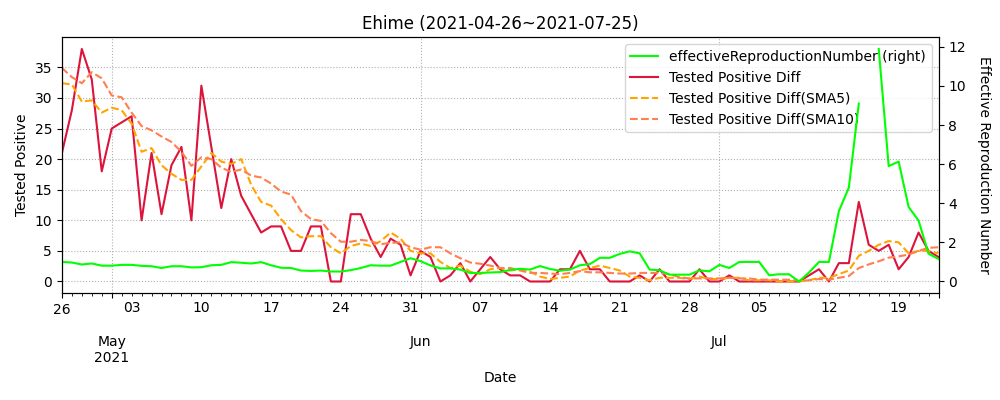 Ehime (2021-04-26~2021-07-25)
effectiveReproductionNumber (right)
Tested Positive Diff
Tested Positive Diff(SMA5)
Tested Positive Diff(SMA10)
Tested Positive
35
30
25
20
15
10
5
0
Effective Reproduction Number
12
10
8
6
4
2
0
26 03 10 17 24 31 07 14 21 28 05 12 19
May Jun Jul
2021
Date